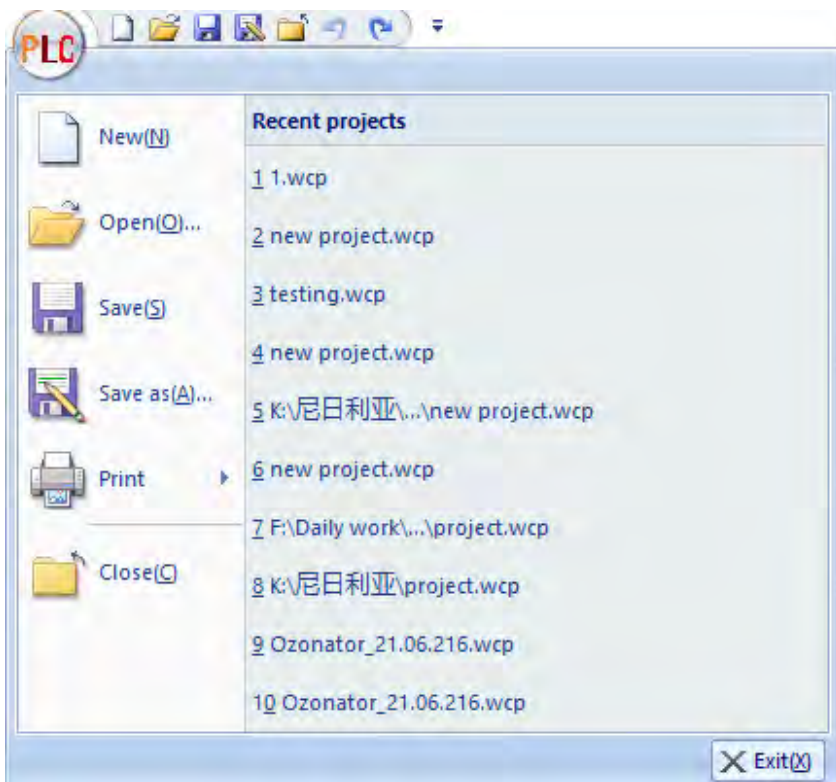 PLC
New(N)
Open(O)...
Save(S)
Save as(A)...
Print
Close(C)
Recent projects
1 1.wcp
2 new project.wcp
3 testing.wcp
4 new project.wcp
5 K:\尼日利亚\...\new project.wcp
6 new project.wcp
7 F:\Daily work\...\project.wcp
8 K:\尼日利亚\project.wcp
9 Ozonator_21.06.216.wcp
10 Ozonator_21.06.216.wcp
Exit(X)